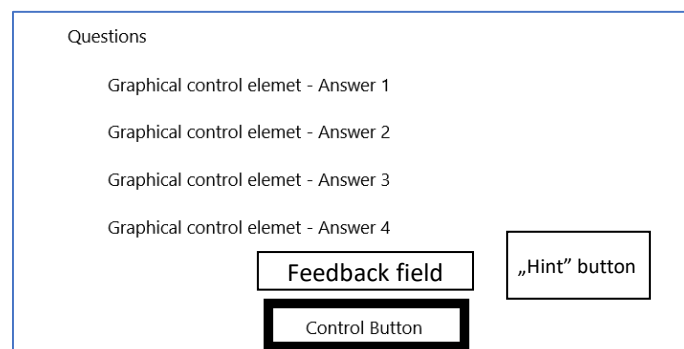 Questions
Graphical control elemet - Answer 1
Graphical control elemet - Answer 2
Graphical control elemet - Answer 3
Graphical control elemet - Answer 4
Feedback field
„Hint” button
Control Button